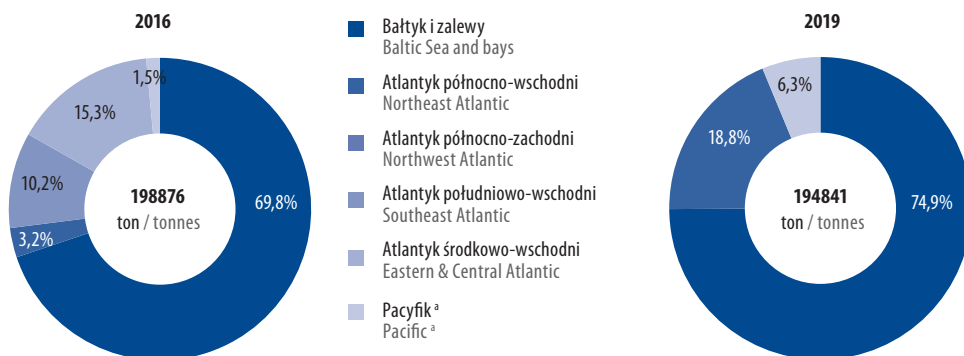 2016
1,5%
15,3%
10,2%
3,2%
69,8%
198876
ton / tonnes
Bałtyk i zalewy
Baltic Sea and bays
Atlantyk północno-wschodni
Northeast Atlantic
Atlantyk północno-zachodni
Northwest Atlantic
Atlantyk południowo-wschodni
Southeast Atlantic
Atlantyk środkowo-wschodni
Eastern & Central Atlantic
Pacyfik ᵃ
Pacific ᵃ
2019
6,3%
18,8%
74,9%
194841
ton / tonnes